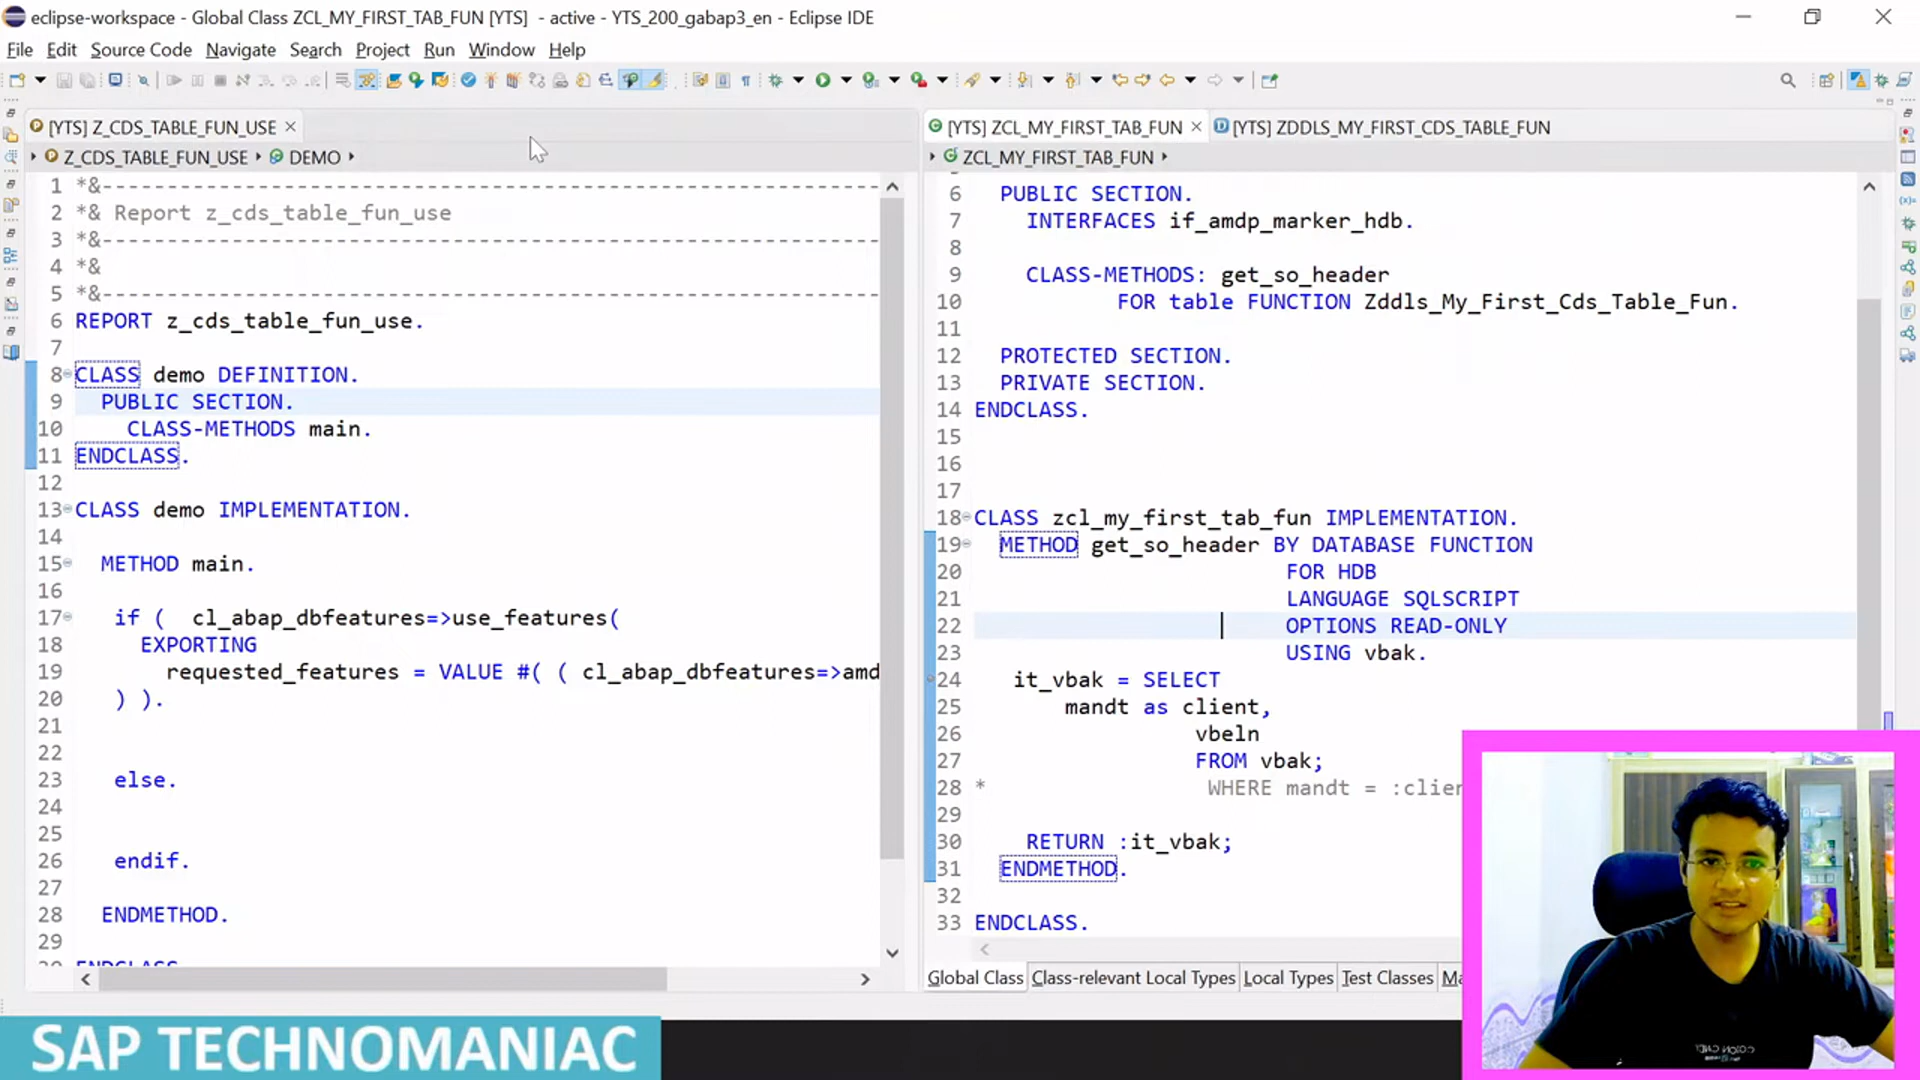 eclipse-workspace - Global Class ZCL_MY_FIRST_TAB_FUN [YTS]  - active - YTS_200_gabap3_en - Eclipse IDE
File Edit Source Code Navigate Search Project Run Window Help
[YTS] Z_CDS_TABLE_FUN_USE
Z_CDS_TABLE_FUN_USE DEMO
1 *&---------------------------------------------------------------
2 *& Report z_cds_table_fun_use
3 *&---------------------------------------------------------------
4 *&
5 *&---------------------------------------------------------------
6 REPORT z_cds_table_fun_use.
7
8 CLASS demo DEFINITION.
9 PUBLIC SECTION.
10 CLASS-METHODS main.
11 ENDCLASS.
12
13 CLASS demo IMPLEMENTATION.
14
15 METHOD main.
16
17 if (  cl_abap_dbfeatures=>use_features(
18 EXPORTING
19 requested_features = VALUE #( ( cl_abap_dbfeatures=>amd
20 ) ).
21
22
23 else.
24
25
26 endif.
27
28 ENDMETHOD.
29
ENDCLASS.
[YTS] ZCL_MY_FIRST_TAB_FUN [YTS] ZDDLS_MY_FIRST_CDS_TABLE_FUN
ZCL_MY_FIRST_TAB_FUN
6 PUBLIC SECTION.
7 INTERFACES if_amdp_marker_hdb.
8
9 CLASS-METHODS: get_so_header
10 FOR table FUNCTION Zddls_My_First_Cds_Table_Fun.
11
12 PROTECTED SECTION.
13 PRIVATE SECTION.
14 ENDCLASS.
15
16
17
18 CLASS zcl_my_first_tab_fun IMPLEMENTATION.
19 METHOD get_so_header BY DATABASE FUNCTION
20 FOR HDB
21 LANGUAGE SQLSCRIPT
22 OPTIONS READ-ONLY
23 USING vbak.
24 it_vbak = SELECT
25 mandt as client,
26 vbeln
27 FROM vbak;
28 * WHERE mandt = :clien
29
30 RETURN :it_vbak;
31 ENDMETHOD.
32
33 ENDCLASS.
Global Class Class-relevant Local Types Local Types Test Classes Ma
SAP TECHNOMANIAC